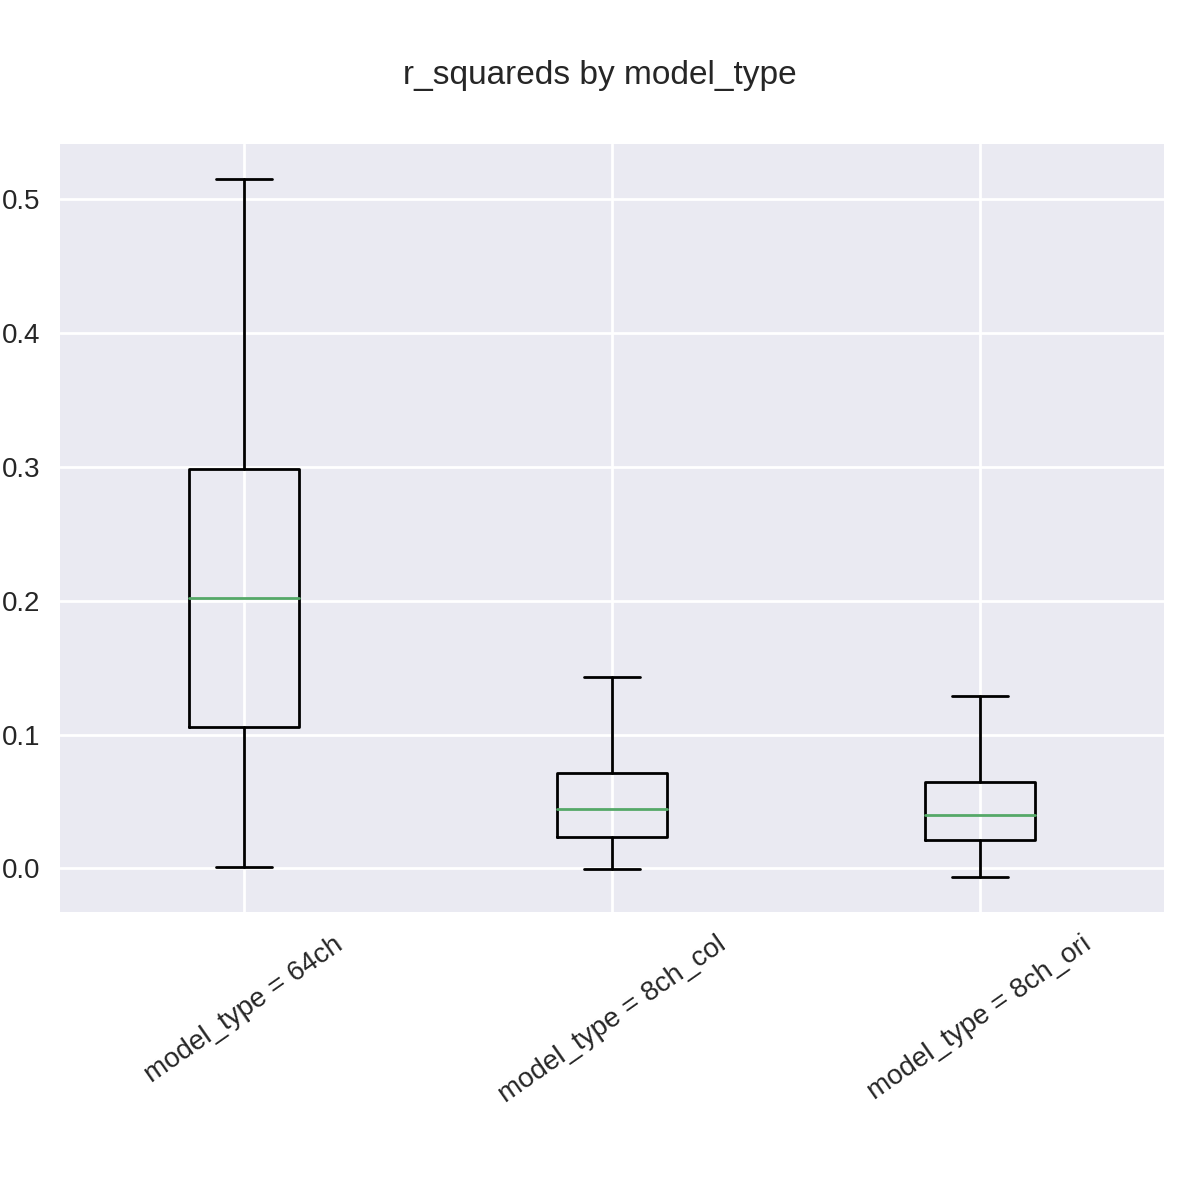 r_squareds by model_type
0.5
0.4
0.3
0.2
0.1
0.0
model_type = 64ch
model_type = 8ch_col
model_type = 8ch_ori